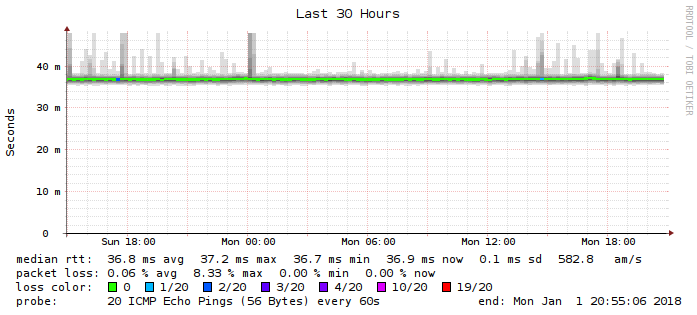 Last 30 Hours
RRDTOOL / TOBI OETIKER
Seconds
40 m
30 m
20 m
10 m
0
Sun 18:00 Mon 00:00 Mon 06:00 Mon 12:00 Mon 18:00
median rtt: 36.8 ms avg 37.2 ms max 36.7 ms min 36.9 ms now 0.1 ms sd 582.8 am/s
packet loss: 0.06 % avg 8.33 % max 0.00 % min 0.00 % now
loss color: 0 1/20 2/20 3/20 4/20 10/20 19/20
probe: 20 ICMP Echo Pings (56 Bytes) every 60s end: Mon Jan 1 20:55:06 2018